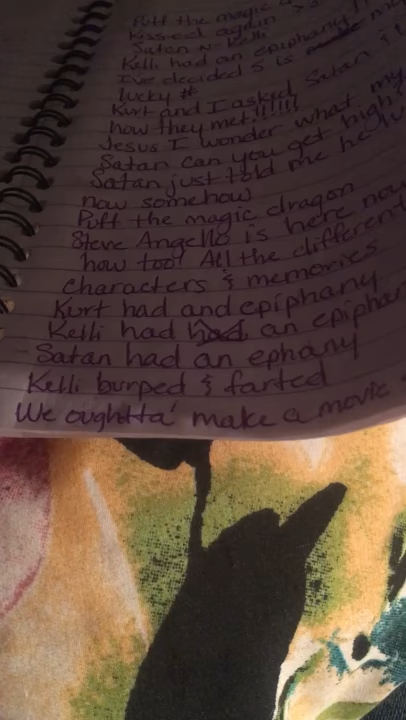 Puff the magic
Kissed again
Satan N Kelli
Kelli had an epiphany!
I've decided 5 is
lucky #
Kurt and I asked Satan &
how they met!!!!!!
Jesus I wonder what my
Satan can you get high?
Satan just told me he
now somehow
Puff the magic dragon
Steve Angello is here now
how too! All the different
characters & memories
Kurt had and epiphany
Kelli had had an epiphan
Satan had an ephany
Kelli burped & farted
We oughtta' make a movie